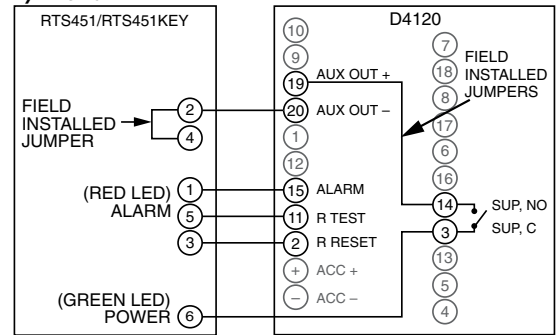 RTS451/RTS451KEY
FIELD
INSTALLED
JUMPER
2
4
(RED LED)
ALARM
1
5
3
(GREEN LED)
POWER
6
D4120
10
9
19 AUX OUT +
20 AUX OUT –
1
12
15 ALARM
11 R TEST
2 R RESET
+ ACC +
– ACC –
FIELD
INSTALLED
JUMPERS
7
18
8
17
6
16
14 SUP, NO
3 SUP, C
13
5
4